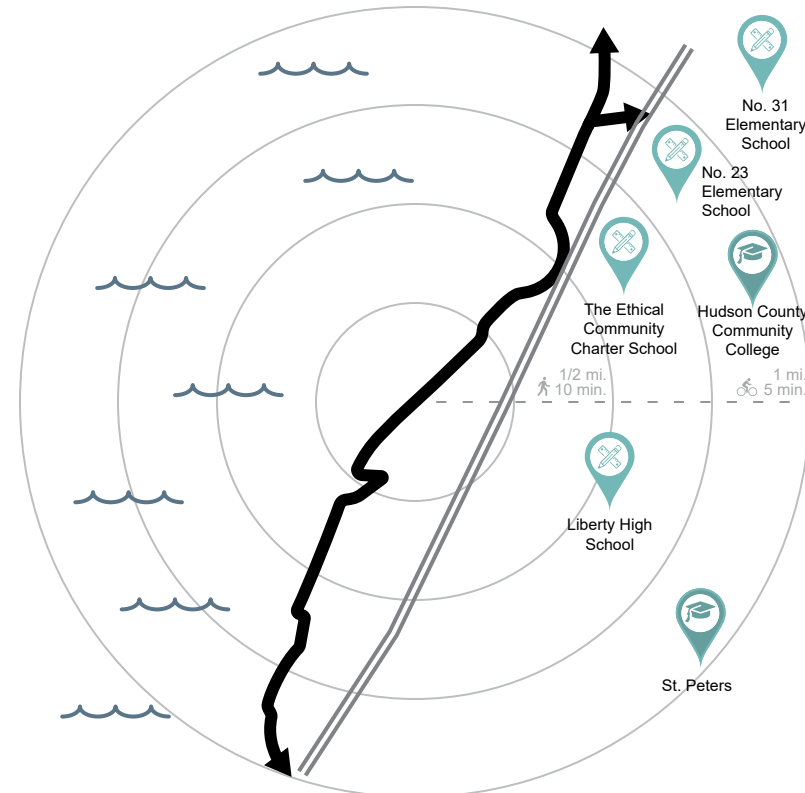 No. 31
Elementary
School
No. 23
Elementary
School
The Ethical
Community
Charter School
Hudson County
Community
College
1/2 mi.
10 min.
1 mi.
5 min.
Liberty High
School
St. Peters